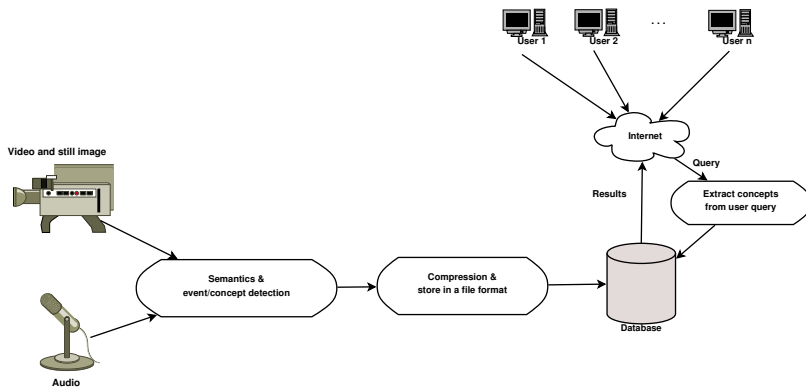 User 1
User 2
...
User n
Internet
Video and still image
Query
Results
Extract concepts
from user query
Semantics &
event/concept detection
Compression &
store in a file format
Database
Audio